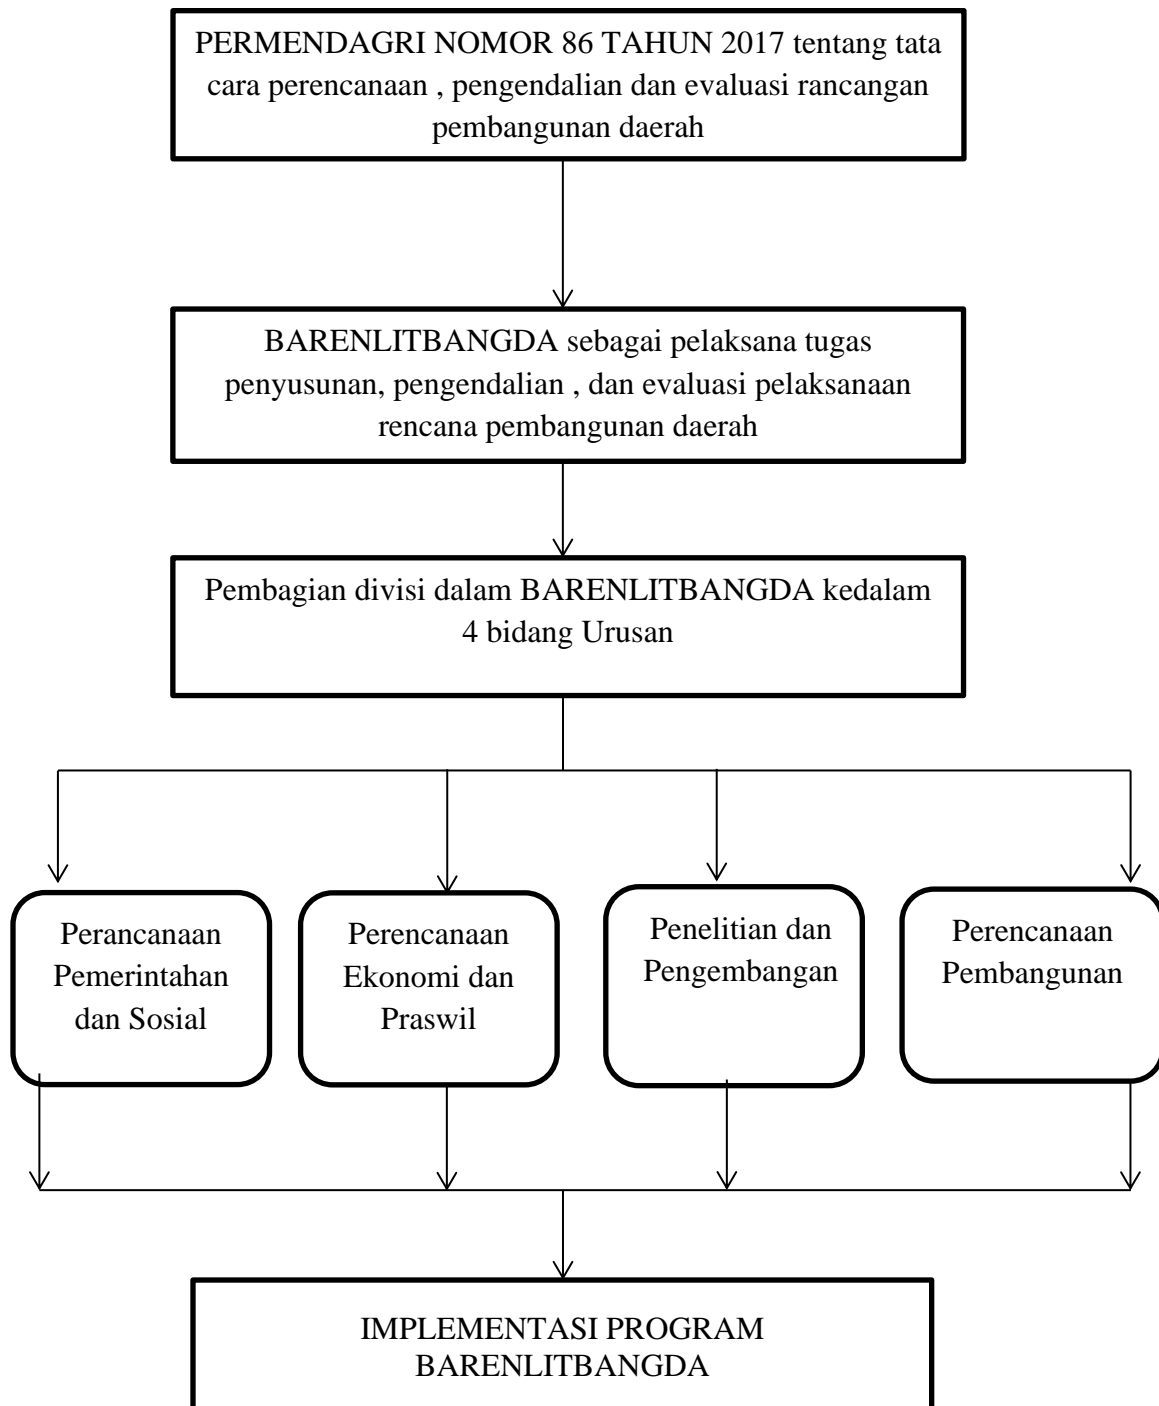 PERMENDAGRI NOMOR 86 TAHUN 2017 tentang tata
cara perencanaan , pengendalian dan evaluasi rancangan
pembangunan daerah
BARENLITBANGDA sebagai pelaksana tugas
penyusunan, pengendalian , dan evaluasi pelaksanaan
rencana pembangunan daerah
Pembagian divisi dalam BARENLITBANGDA kedalam
4 bidang Urusan
Perancanaan
Pemerintahan
dan Sosial
Perencanaan
Ekonomi dan
Praswil
Penelitian dan
Pengembangan
Perencanaan
Pembangunan
IMPLEMENTASI PROGRAM
BARENLITBANGDA